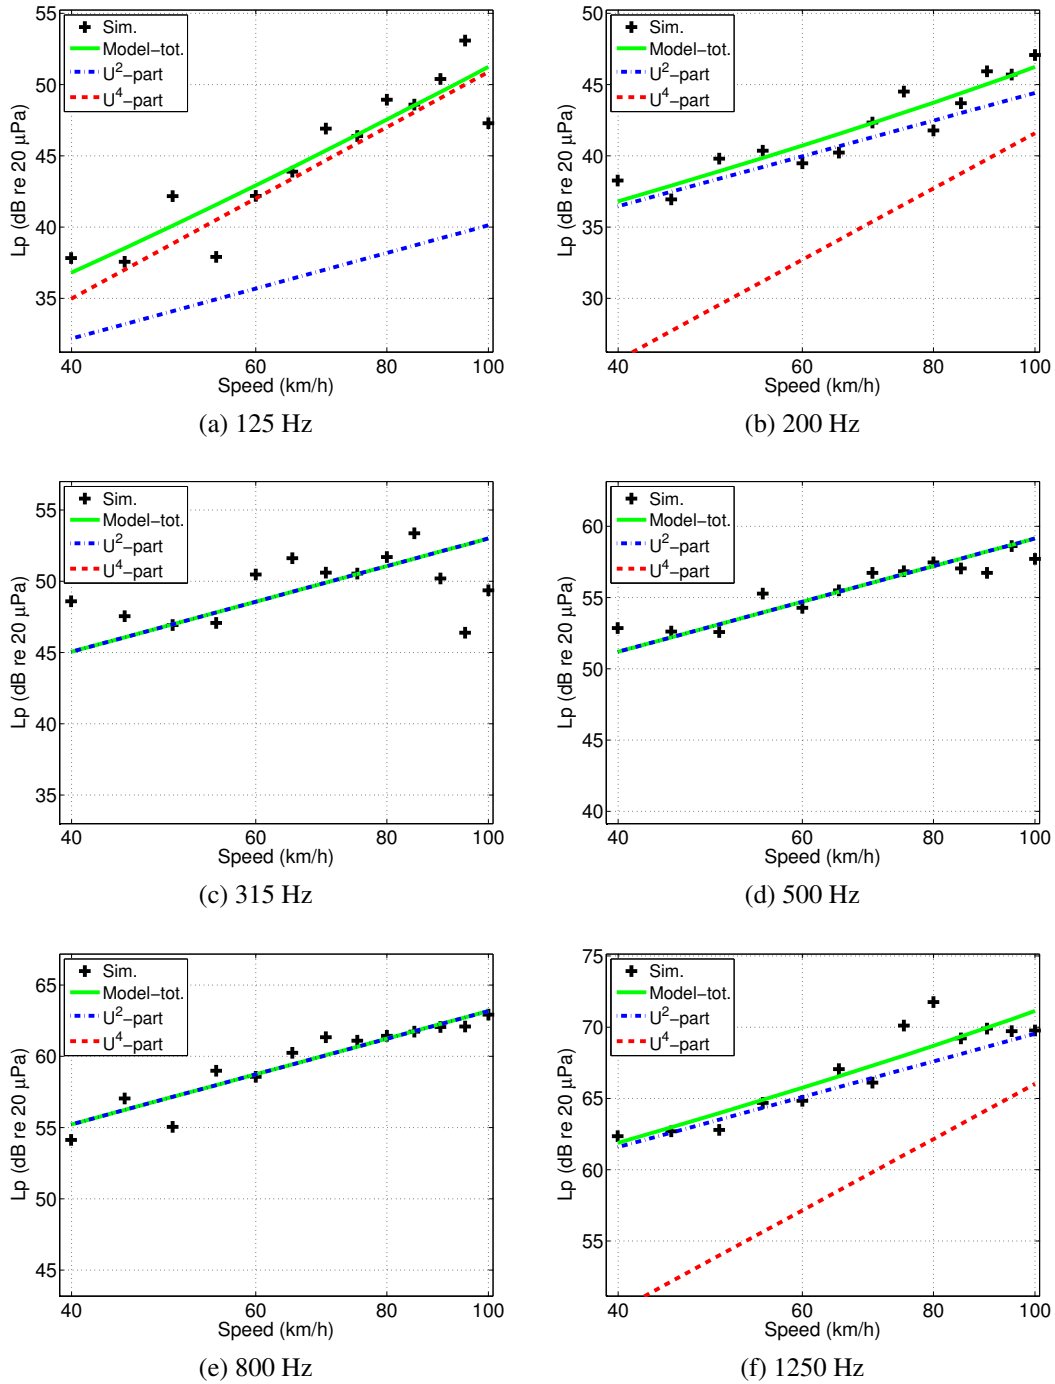 55
50
45
40
35
40
60
80
100
Lp (dB re 20 μPa)
Speed (km/h)
Sim.
Model-tot.
U²-part
U⁴-part
(a) 125 Hz
50
45
40
35
30
40
60
80
100
Lp (dB re 20 μPa)
Speed (km/h)
Sim.
Model-tot.
U²-part
U⁴-part
(b) 200 Hz
55
50
45
40
35
40
60
80
100
Lp (dB re 20 μPa)
Speed (km/h)
Sim.
Model-tot.
U²-part
U⁴-part
(c) 315 Hz
60
55
50
45
40
40
60
80
100
Lp (dB re 20 μPa)
Speed (km/h)
Sim.
Model-tot.
U²-part
U⁴-part
(d) 500 Hz
65
60
55
50
45
40
60
80
100
Lp (dB re 20 μPa)
Speed (km/h)
Sim.
Model-tot.
U²-part
U⁴-part
(e) 800 Hz
75
70
65
60
55
40
60
80
100
Lp (dB re 20 μPa)
Speed (km/h)
Sim.
Model-tot.
U²-part
U⁴-part
(f) 1250 Hz